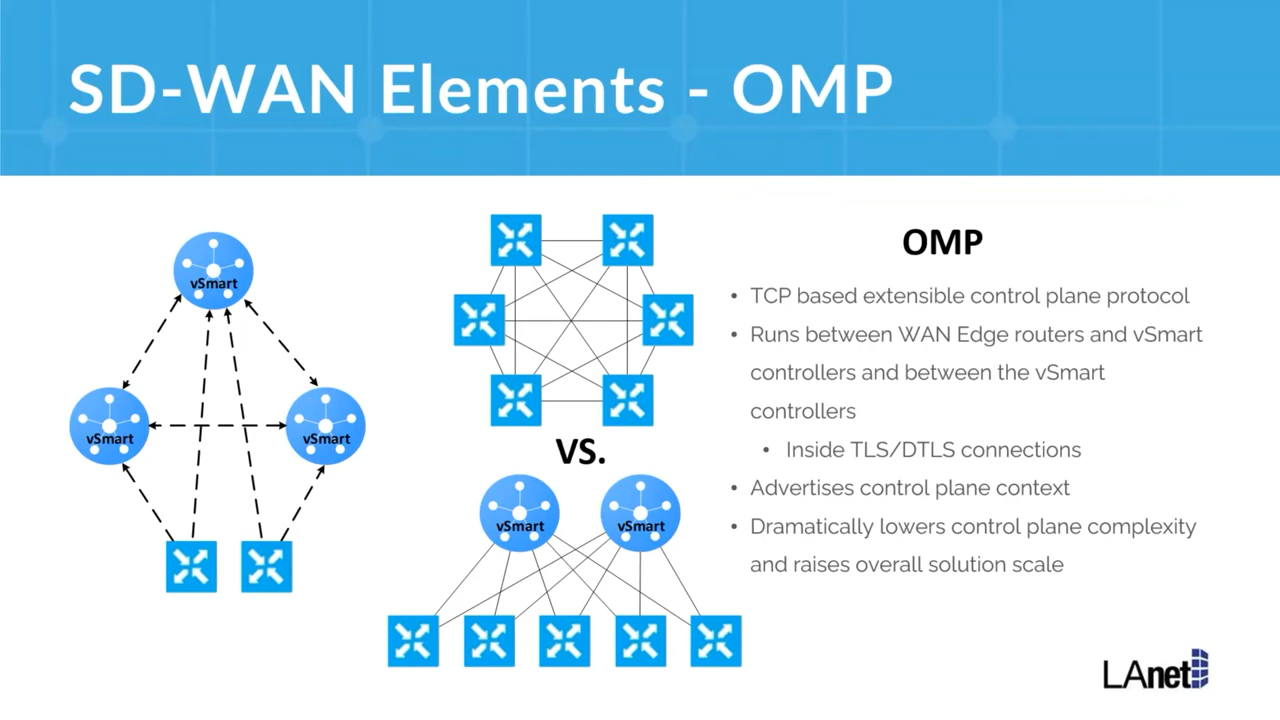 SD-WAN Elements - OMP
vSmart
vSmart
vSmart
VS.
vSmart
vSmart
OMP
• TCP based extensible control plane protocol
• Runs between WAN Edge routers and vSmart
controllers and between the vSmart
controllers
• Inside TLS/DTLS connections
• Advertises control plane context
• Dramatically lowers control plane complexity
and raises overall solution scale
LAnet